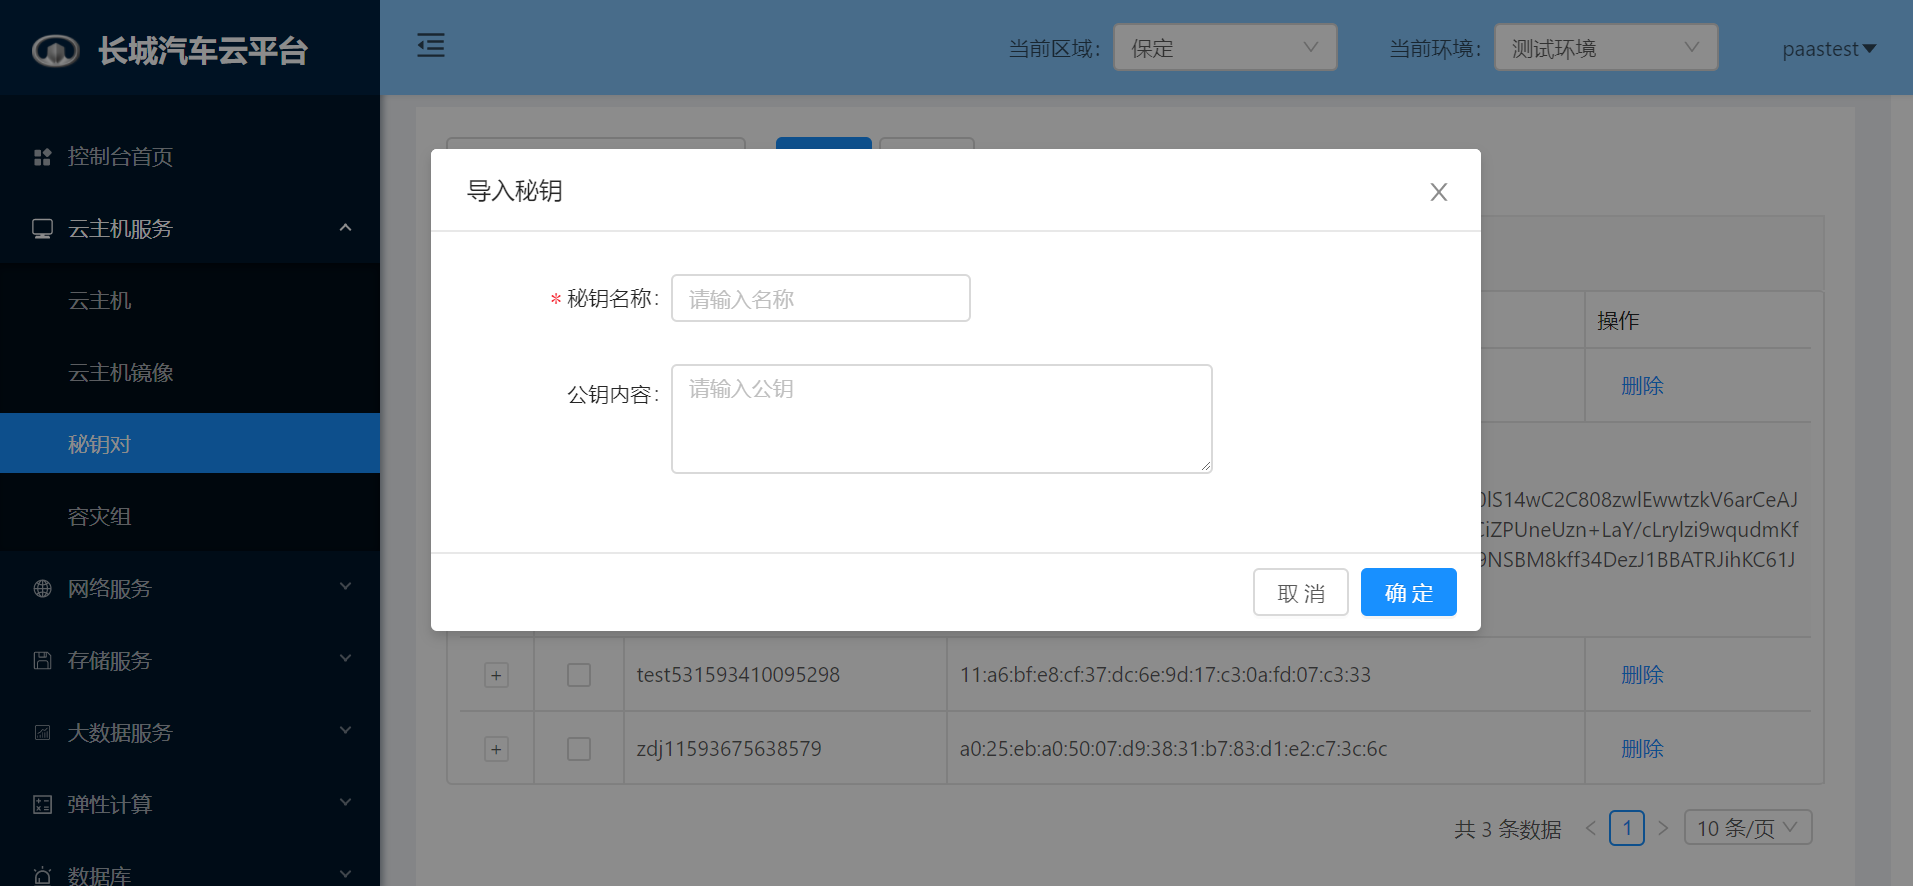 长城汽车云平台
当前区域：
保定
当前环境：
测试环境
paastest
控制台首页
云主机服务
云主机
云主机镜像
秘钥对
容灾组
网络服务
存储服务
大数据服务
弹性计算
数据库
导入秘钥
* 秘钥名称：
请输入名称
公钥内容：
请输入公钥
取 消
确 定
操作
删除
lS14wC2C808zwlEwwtzkV6arCeAJ
iZPUneUzn+LaY/cLrylzi9wqudmKf
9NSBM8kff34DezJ1BBATRJihKC61J
test531593410095298
11:a6:bf:e8:cf:37:dc:6e:9d:17:c3:0a:fd:07:c3:33
删除
zdj11593675638579
a0:25:eb:a0:50:07:d9:38:31:b7:83:d1:e2:c7:3c:6c
删除
共 3 条数据
1
10 条/页